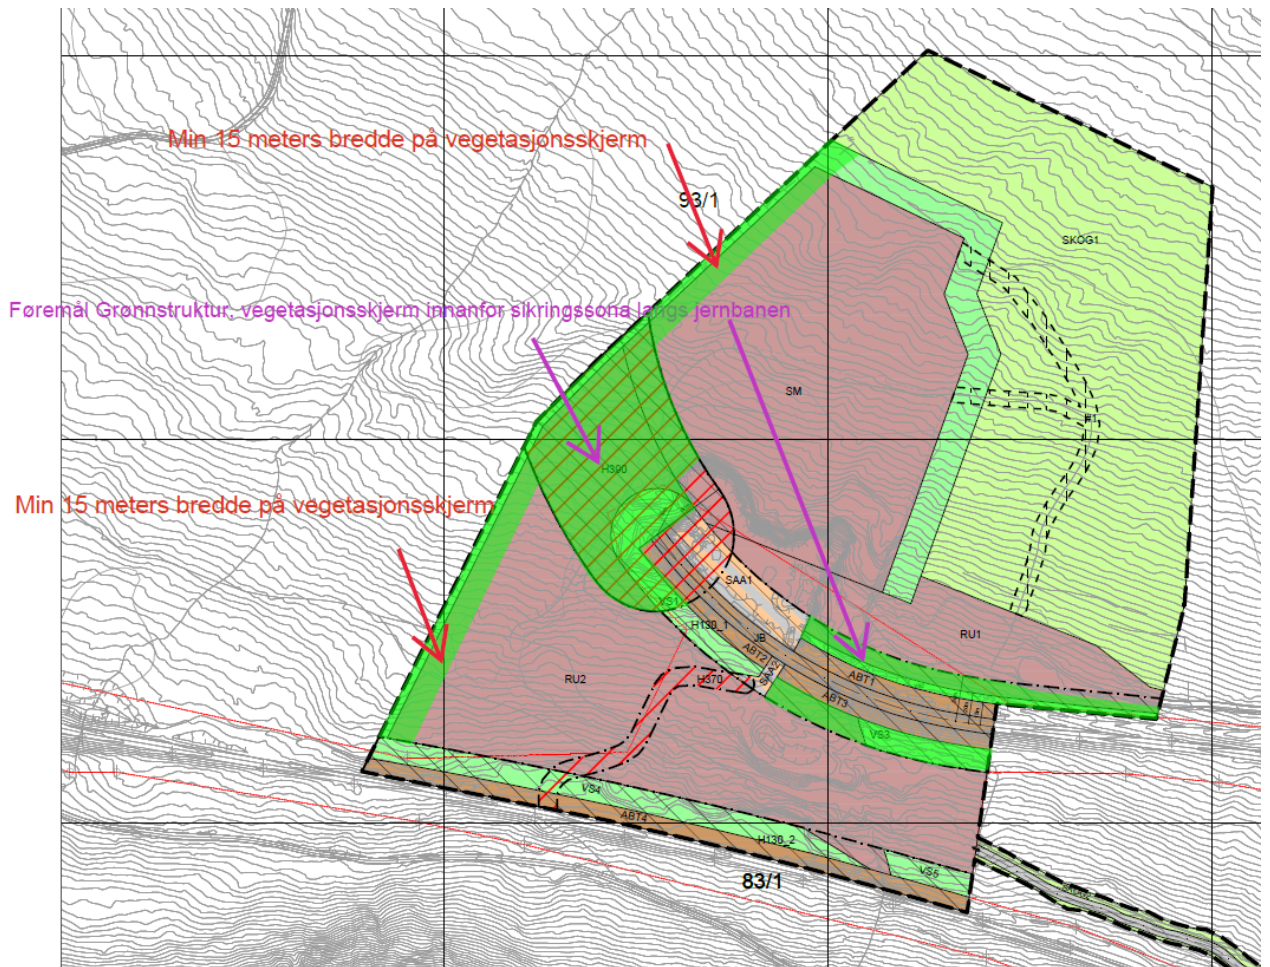 Min 15 meters bredde på vegetasjonsskjerm
93/1
SKOG1
Føremål Grønnstruktur: vegetasjonsskjerm innanfor sikringssona langs jernbanen
SM
H390
Min 15 meters bredde på vegetasjonsskjerm
SAA1
VS1
H130_1
JB
RU1
ABT2
SAA2
RU2
H370
ABT1
ABT3
VS3
VS4
ABT4
H130_2
VS5
83/1